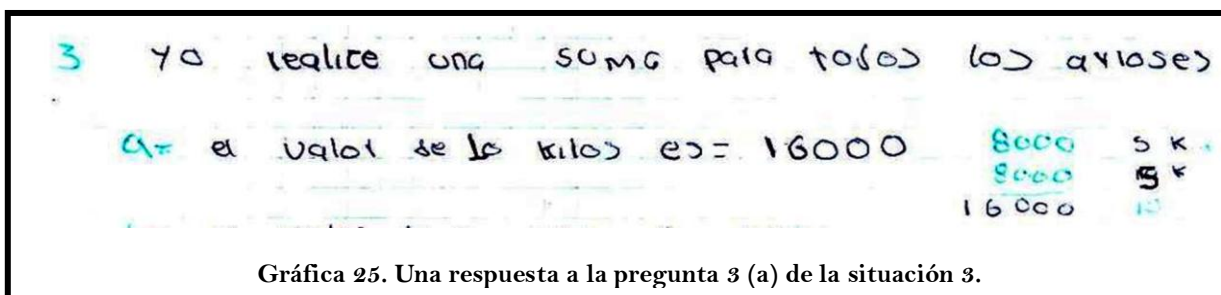 3 yo realice una suma para todos los
a= el valor de lo kilos es= 16000
8000 5 K
8000 5 K
16000 10
Gráfica 25. Una respuesta a la pregunta 3 (a) de la situación 3.